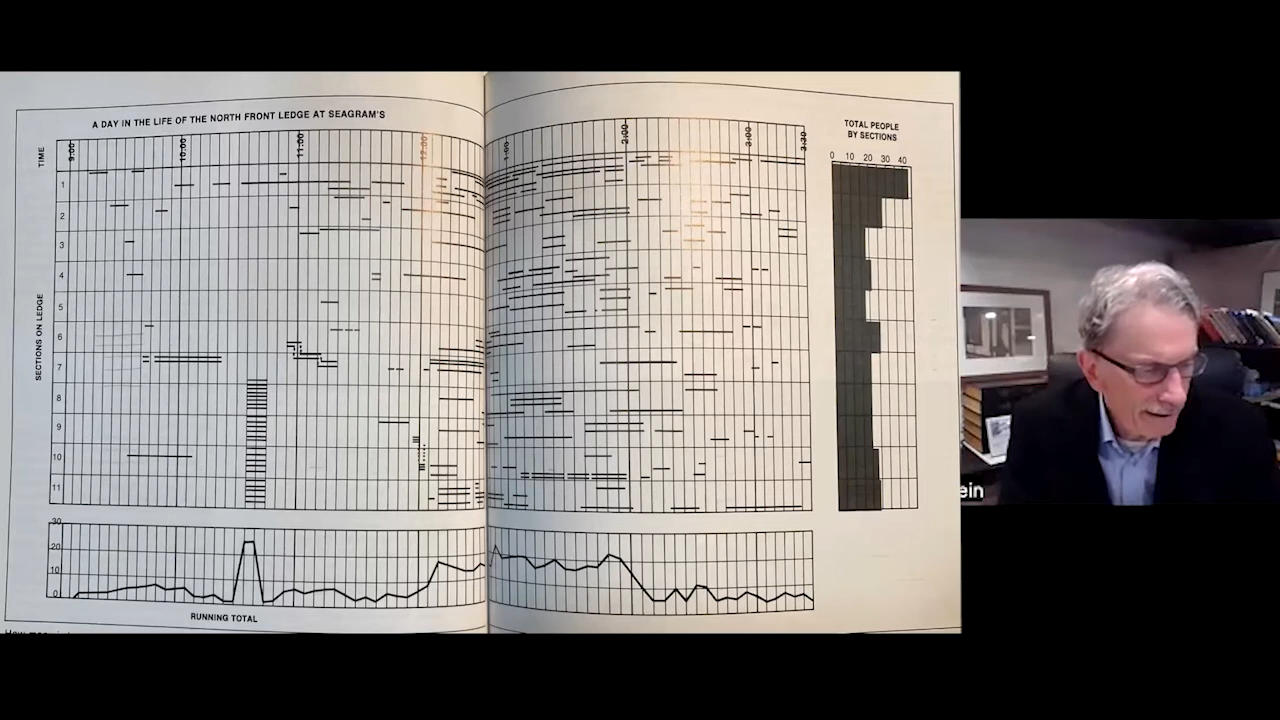 A DAY IN THE LIFE OF THE NORTH FRONT LEDGE AT SEAGRAM'S
TIME
9:00
10:00
11:00
12:00
1:00
2:00
3:00
3:30
TOTAL PEOPLE
BY SECTIONS
0 10 20 30 40
SECTIONS ON LEDGE
1
2
3
4
5
6
7
8
9
10
11
30
20
10
0
RUNNING TOTAL
ein